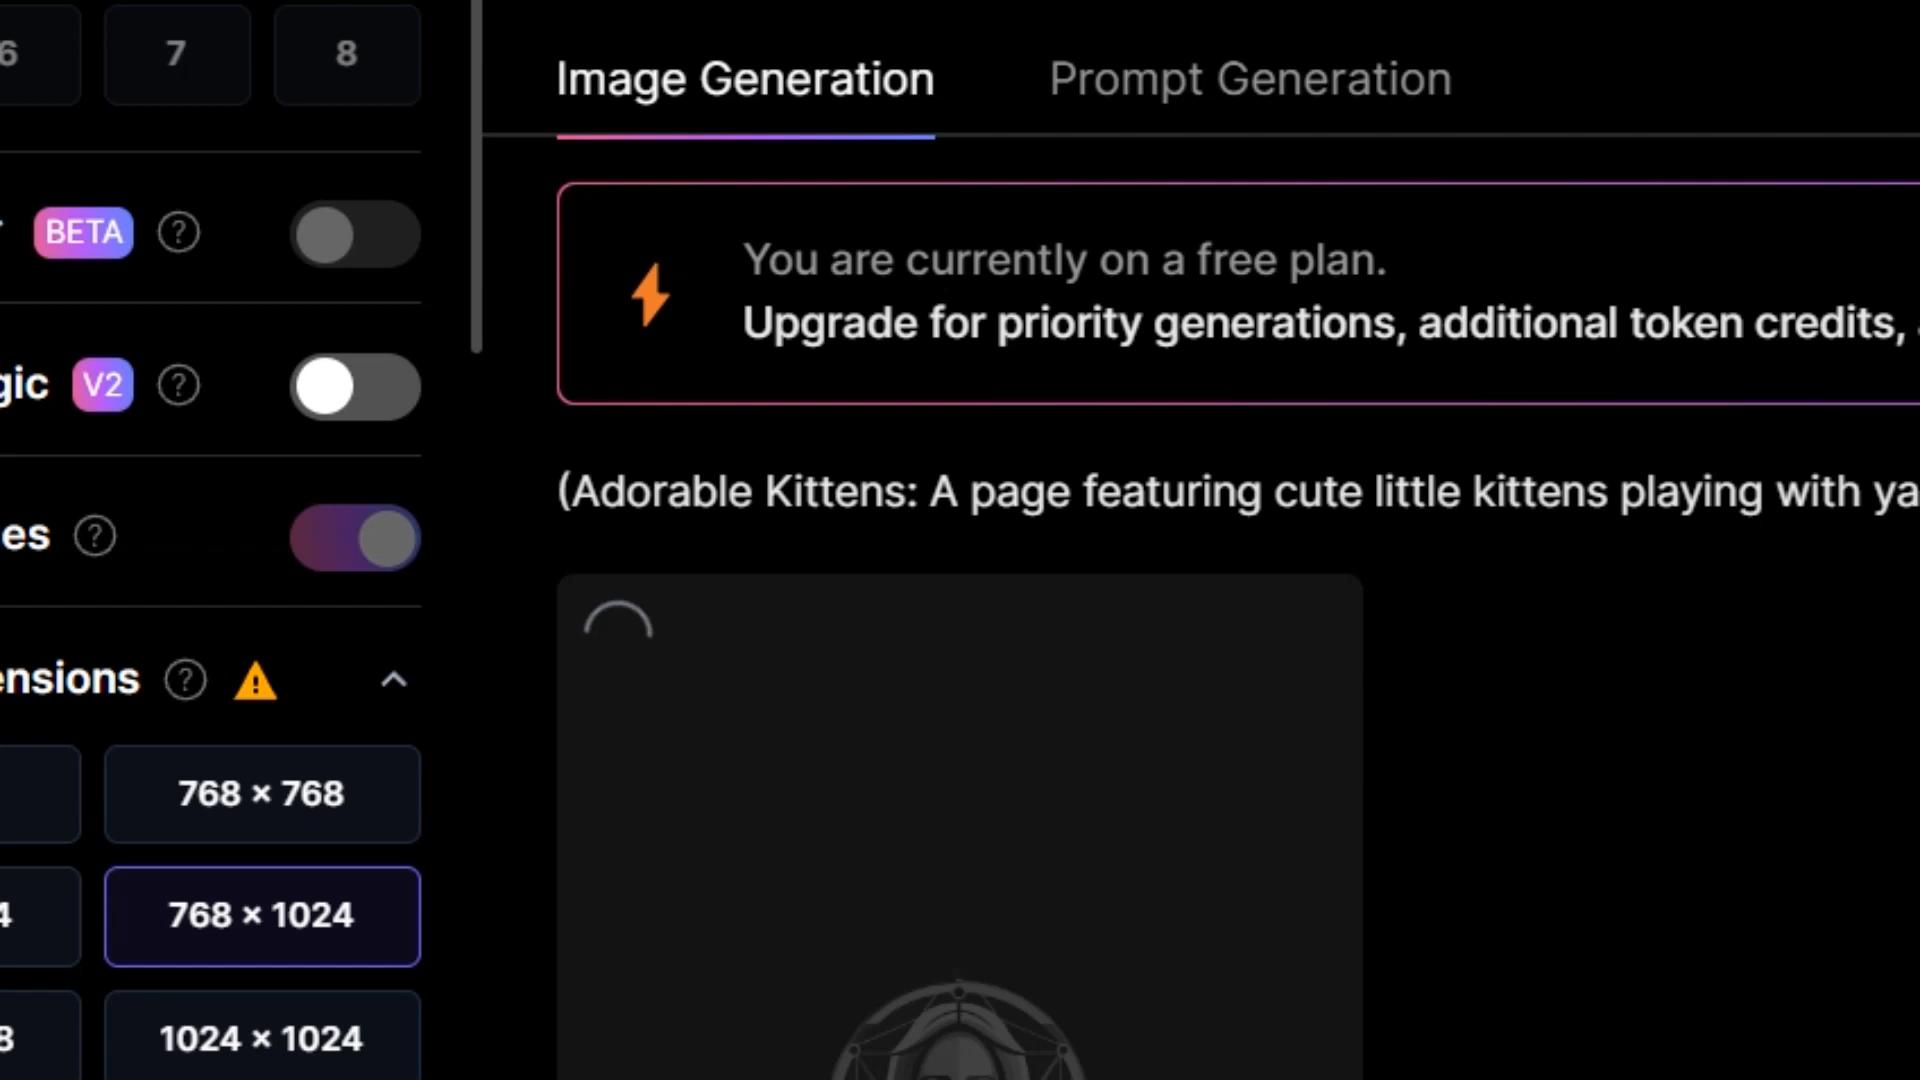 6 7 8
Image Generation Prompt Generation
BETA
You are currently on a free plan.
Upgrade for priority generations, additional token credits,
gic V2
(Adorable Kittens: A page featuring cute little kittens playing with ya
es
ensions
768 × 768
4 768 × 1024
8 1024 × 1024